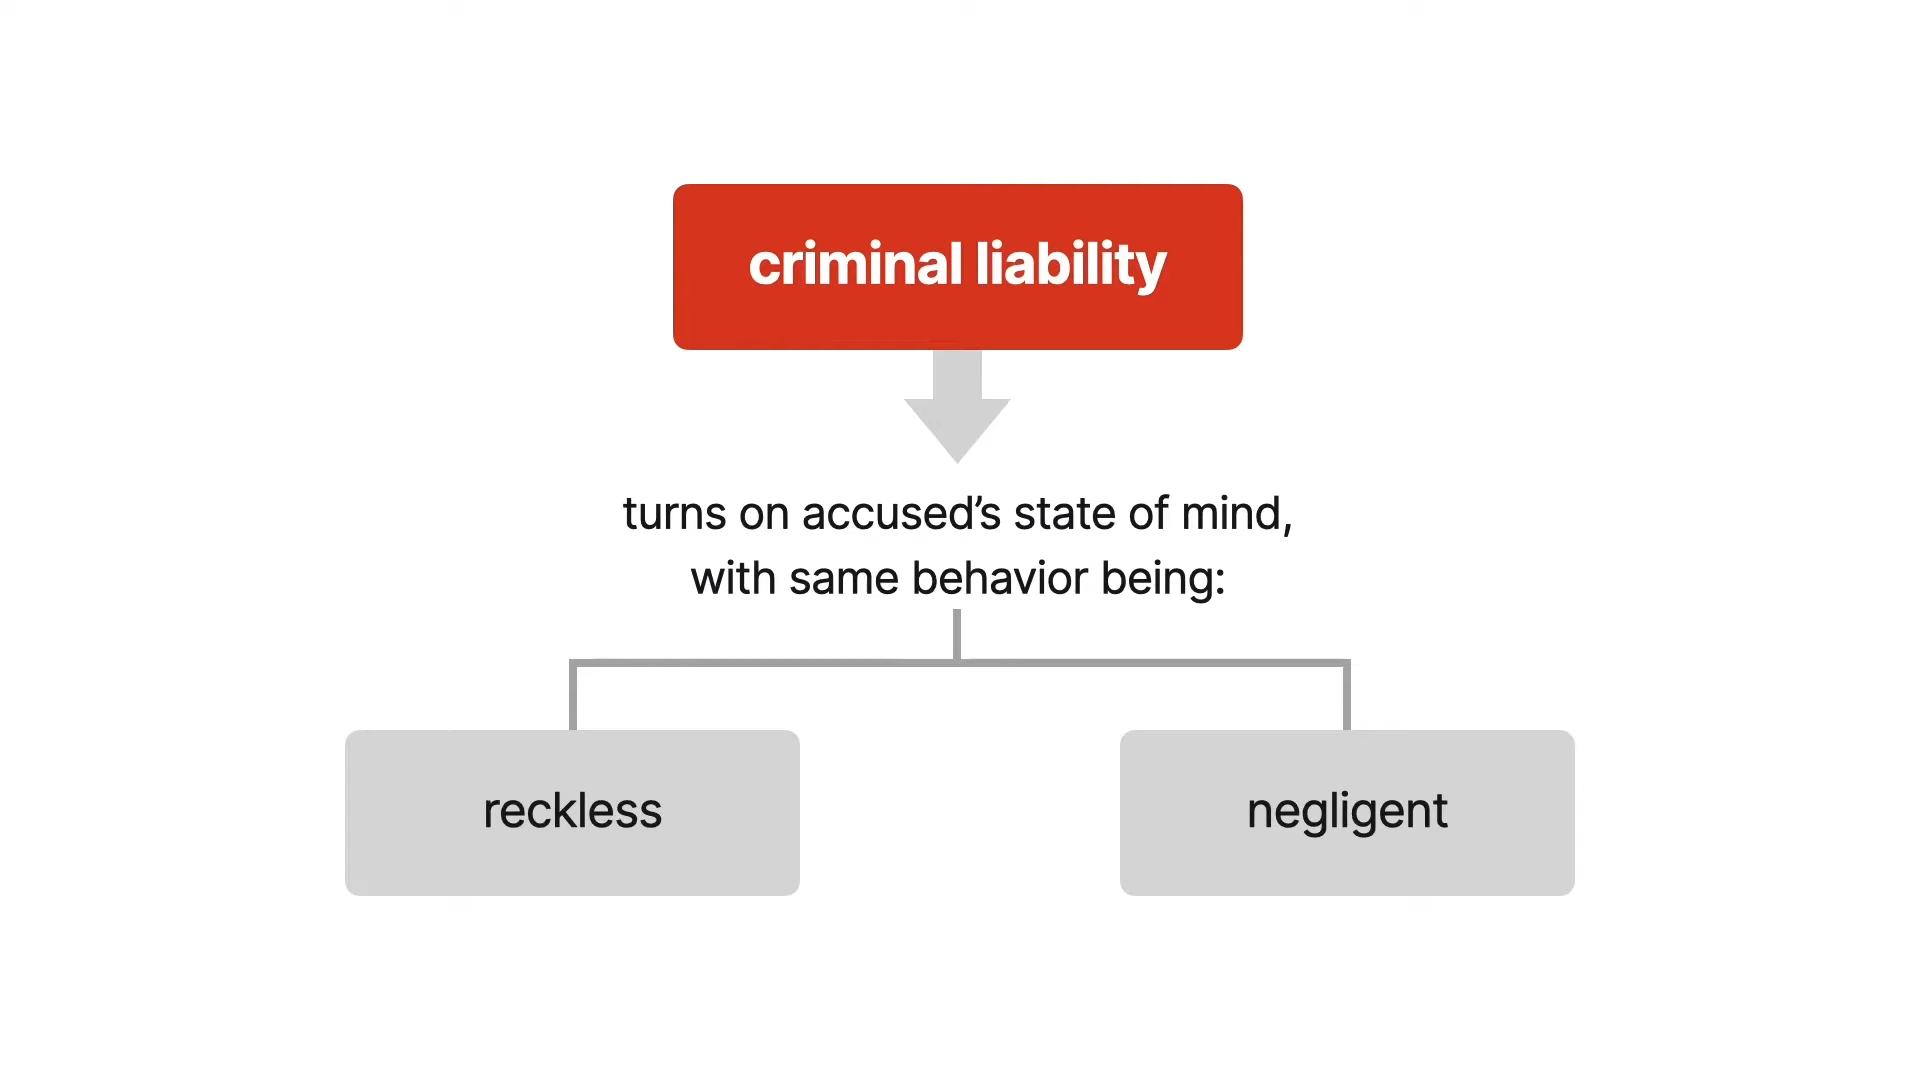 criminal liability
turns on accused’s state of mind,
with same behavior being:
reckless
negligent